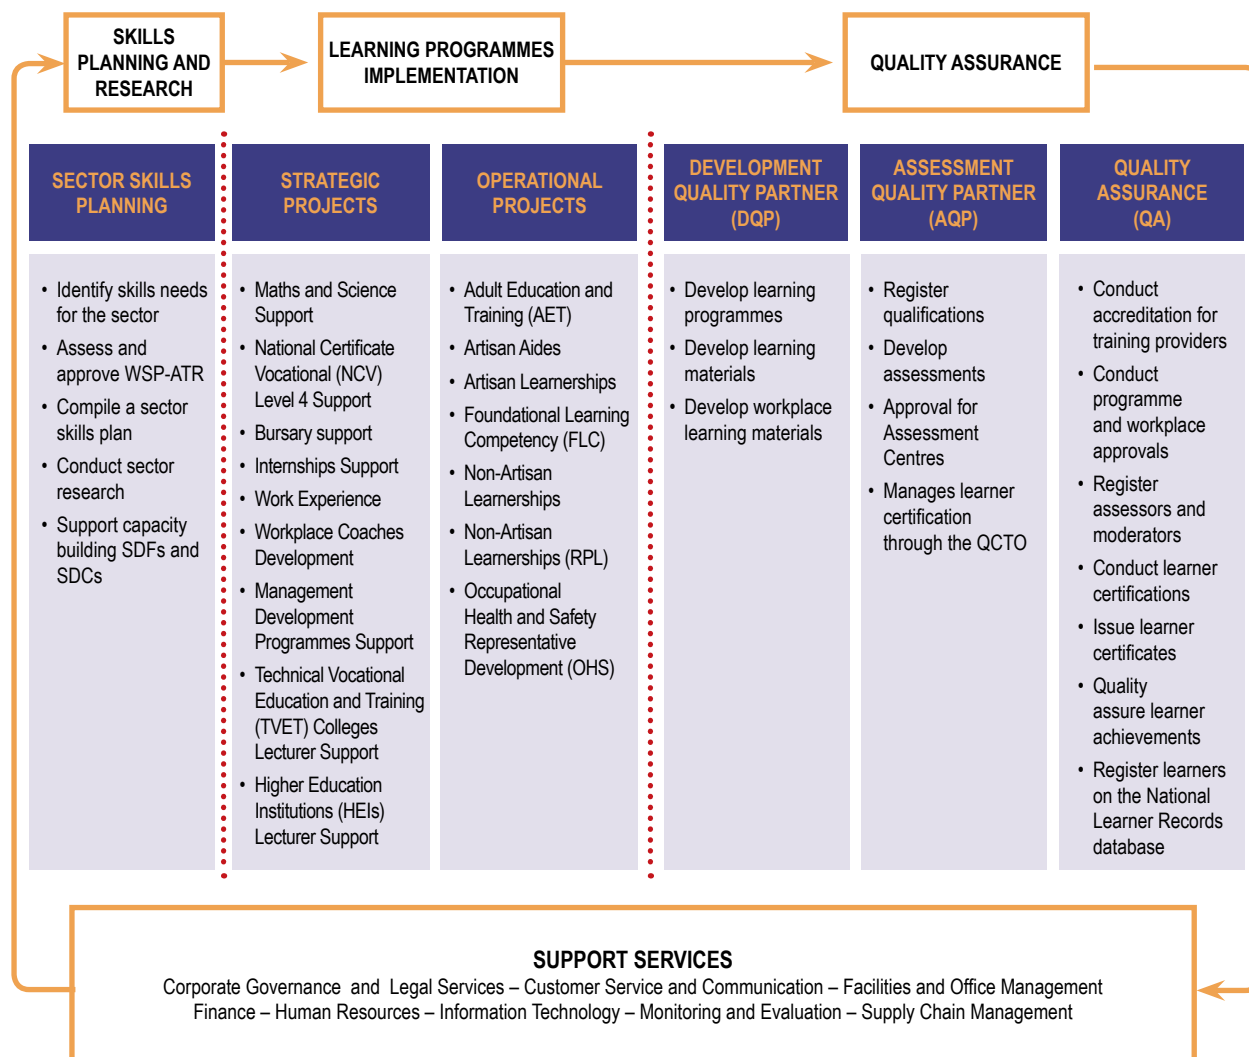 SKILLS
PLANNING AND
RESEARCH
LEARNING PROGRAMMES
IMPLEMENTATION
QUALITY ASSURANCE
SECTOR SKILLS
PLANNING
• Identify skills needs
for the sector
• Assess and
approve WSP-ATR
• Compile a sector
skills plan
• Conduct sector
research
• Support capacity
building SDFs and
SDCs
STRATEGIC
PROJECTS
• Maths and Science
Support
• National Certificate
Vocational (NCV)
Level 4 Support
• Bursary support
• Internships Support
• Work Experience
• Workplace Coaches
Development
• Management
Development
Programmes Support
• Technical Vocational
Education and Training
(TVET) Colleges
Lecturer Support
• Higher Education
Institutions (HEIs)
Lecturer Support
OPERATIONAL
PROJECTS
• Adult Education and
Training (AET)
• Artisan Aides
• Artisan Learnerships
• Foundational Learning
Competency (FLC)
• Non-Artisan
Learnerships
• Non-Artisan
Learnerships (RPL)
• Occupational
Health and Safety
Representative
Development (OHS)
DEVELOPMENT
QUALITY PARTNER
(DQP)
• Develop learning
programmes
• Develop learning
materials
• Develop workplace
learning materials
ASSESSMENT
QUALITY PARTNER
(AQP)
• Register
qualifications
• Develop
assessments
• Approval for
Assessment
Centres
• Manages learner
certification
through the QCTO
QUALITY
ASSURANCE
(QA)
• Conduct
accreditation for
training providers
• Conduct
programme
and workplace
approvals
• Register
assessors and
moderators
• Conduct learner
certifications
• Issue learner
certificates
• Quality
assure learner
achievements
• Register learners
on the National
Learner Records
database
SUPPORT SERVICES
Corporate Governance and Legal Services – Customer Service and Communication – Facilities and Office Management
Finance – Human Resources – Information Technology – Monitoring and Evaluation – Supply Chain Management